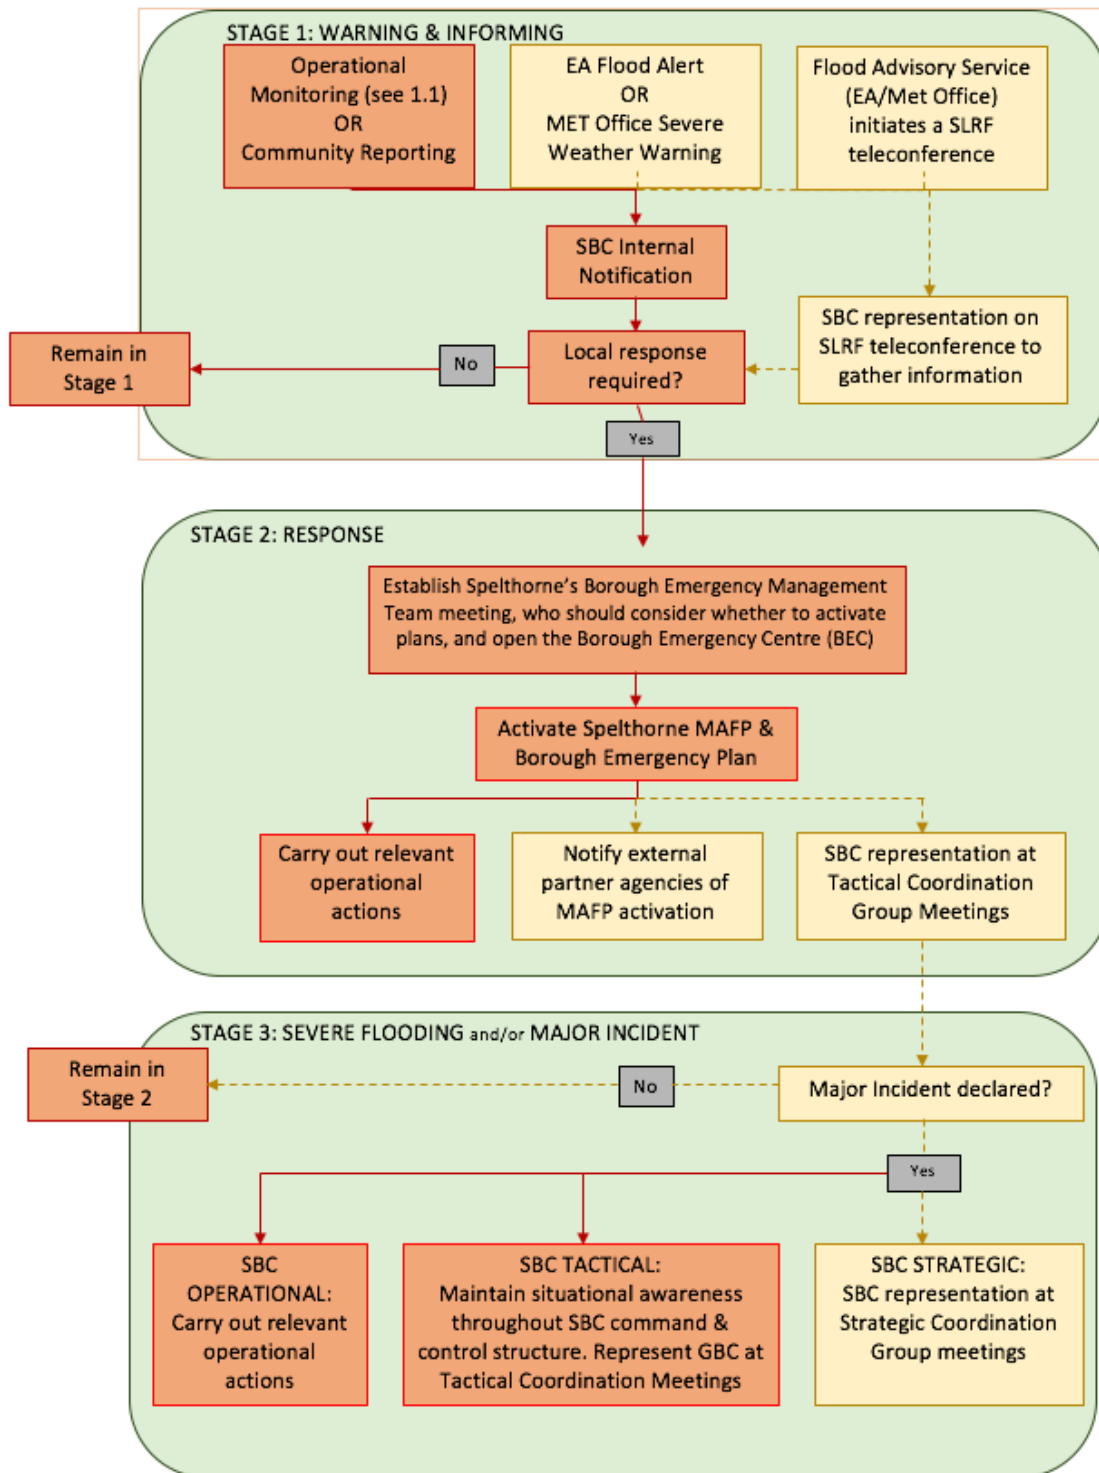 STAGE 1: WARNING & INFORMING
Operational
Monitoring (see 1.1)
OR
Community Reporting
EA Flood Alert
OR
MET Office Severe
Weather Warning
Flood Advisory Service
(EA/Met Office)
initiates a SLRF
teleconference
SBC Internal
Notification
SBC representation on
SLRF teleconference to
gather information
Local response
required?
No
Remain in
Stage 1
Yes
STAGE 2: RESPONSE
Establish Spelthorne's Borough Emergency Management
Team meeting, who should consider whether to activate
plans, and open the Borough Emergency Centre (BEC)
Activate Spelthorne MAFP &
Borough Emergency Plan
Carry out relevant
operational
actions
Notify external
partner agencies of
MAFP activation
SBC representation at
Tactical Coordination
Group Meetings
STAGE 3: SEVERE FLOODING and/or MAJOR INCIDENT
Remain in
Stage 2
No
Major Incident declared?
Yes
SBC
OPERATIONAL:
Carry out relevant
operational
actions
SBC TACTICAL:
Maintain situational awareness
throughout SBC command &
control structure. Represent GBC at
Tactical Coordination Meetings
SBC STRATEGIC:
SBC representation at
Strategic Coordination
Group meetings